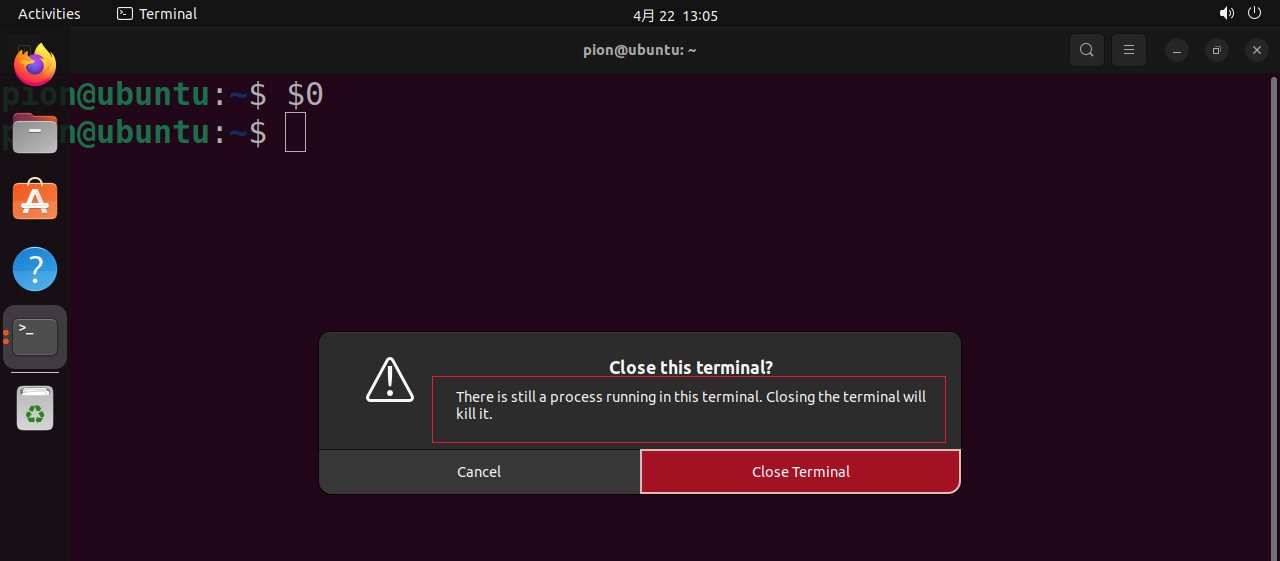 Activities
Terminal
4月 22 13:05
pion@ubuntu: ~
pion@ubuntu:~$ $0
pion@ubuntu:~$
Close this terminal?
There is still a process running in this terminal. Closing the terminal will
kill it.
Cancel
Close Terminal